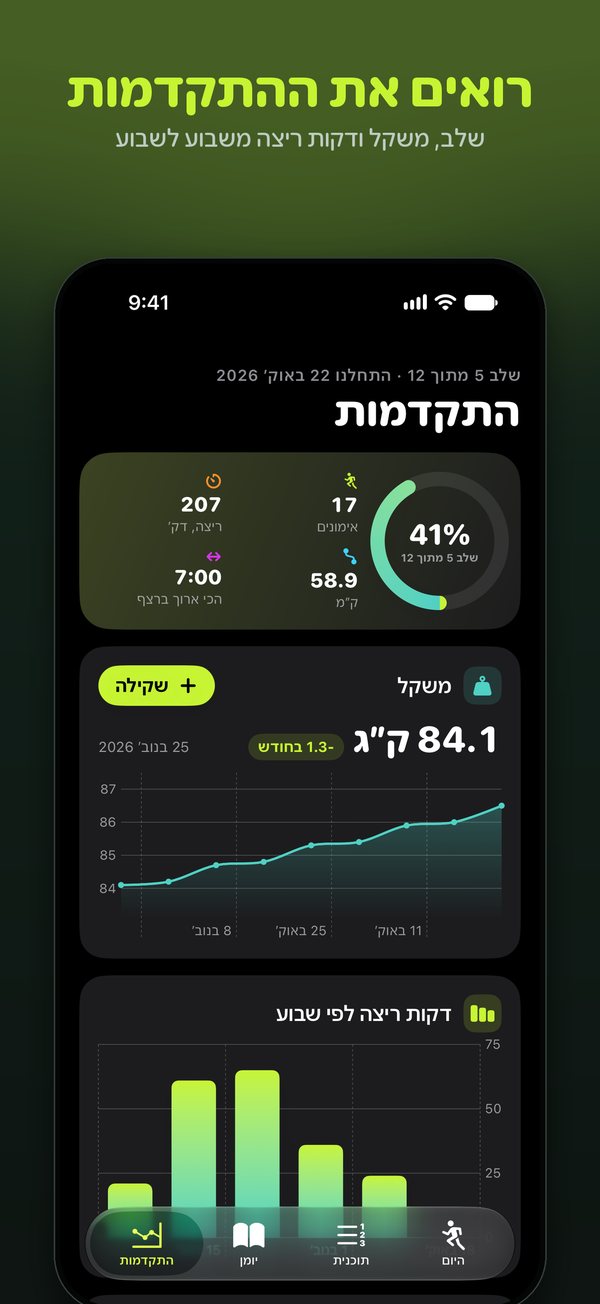 רואים את ההתקדמות
שלב, משקל ודקות ריצה משבוע לשבוע
9:41
שלב 5 מתוך 12 · התחלנו 22 באוק׳ 2026
התקדמות
41%
שלב 5 מתוך 12
17
אימונים
207
ריצה, דק׳
58.9
ק״מ
7:00
הכי ארוך ברצף
משקל
+ שקילה
84.1 ק״ג
-1.3 בחודש
25 בנוב׳ 2026
87
86
85
84
11 באוק׳
25 באוק׳
8 בנוב׳
דקות ריצה לפי שבוע
75
50
25
היום
תוכנית
יומן
התקדמות